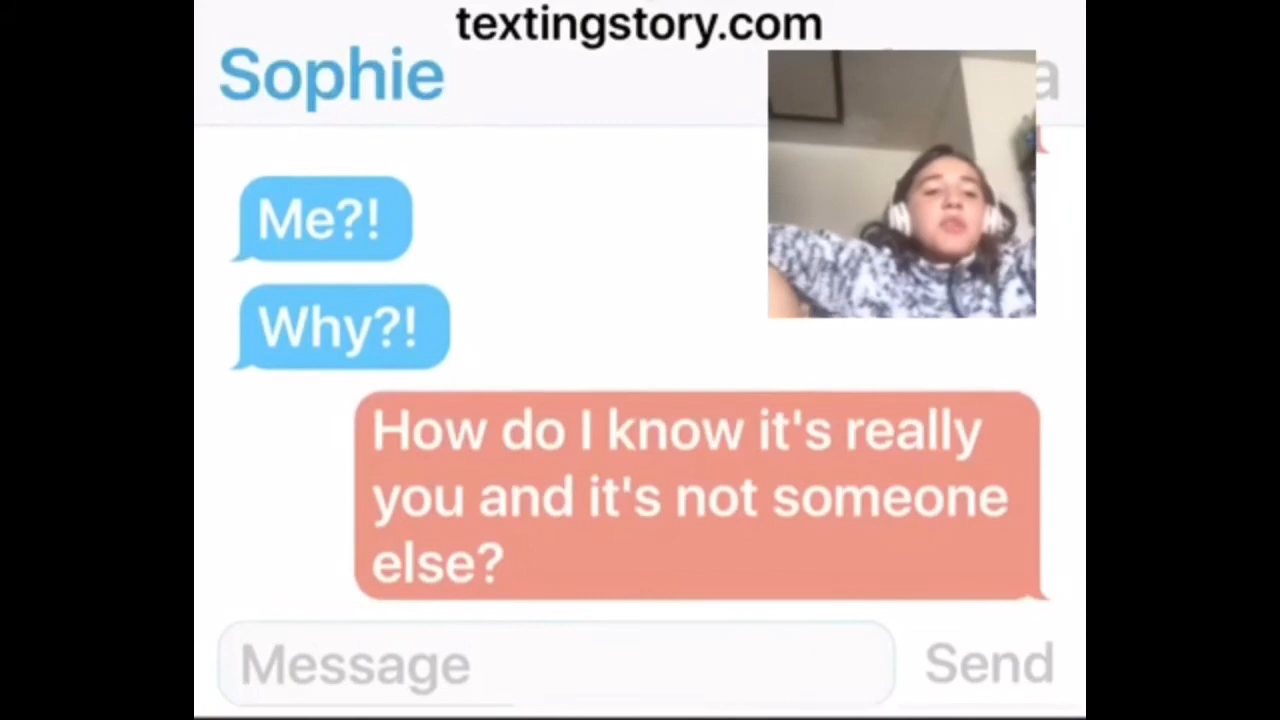 textingstory.com
Sophie
a
Me?!
Why?!
How do I know it's really
you and it's not someone
else?
Message
Send